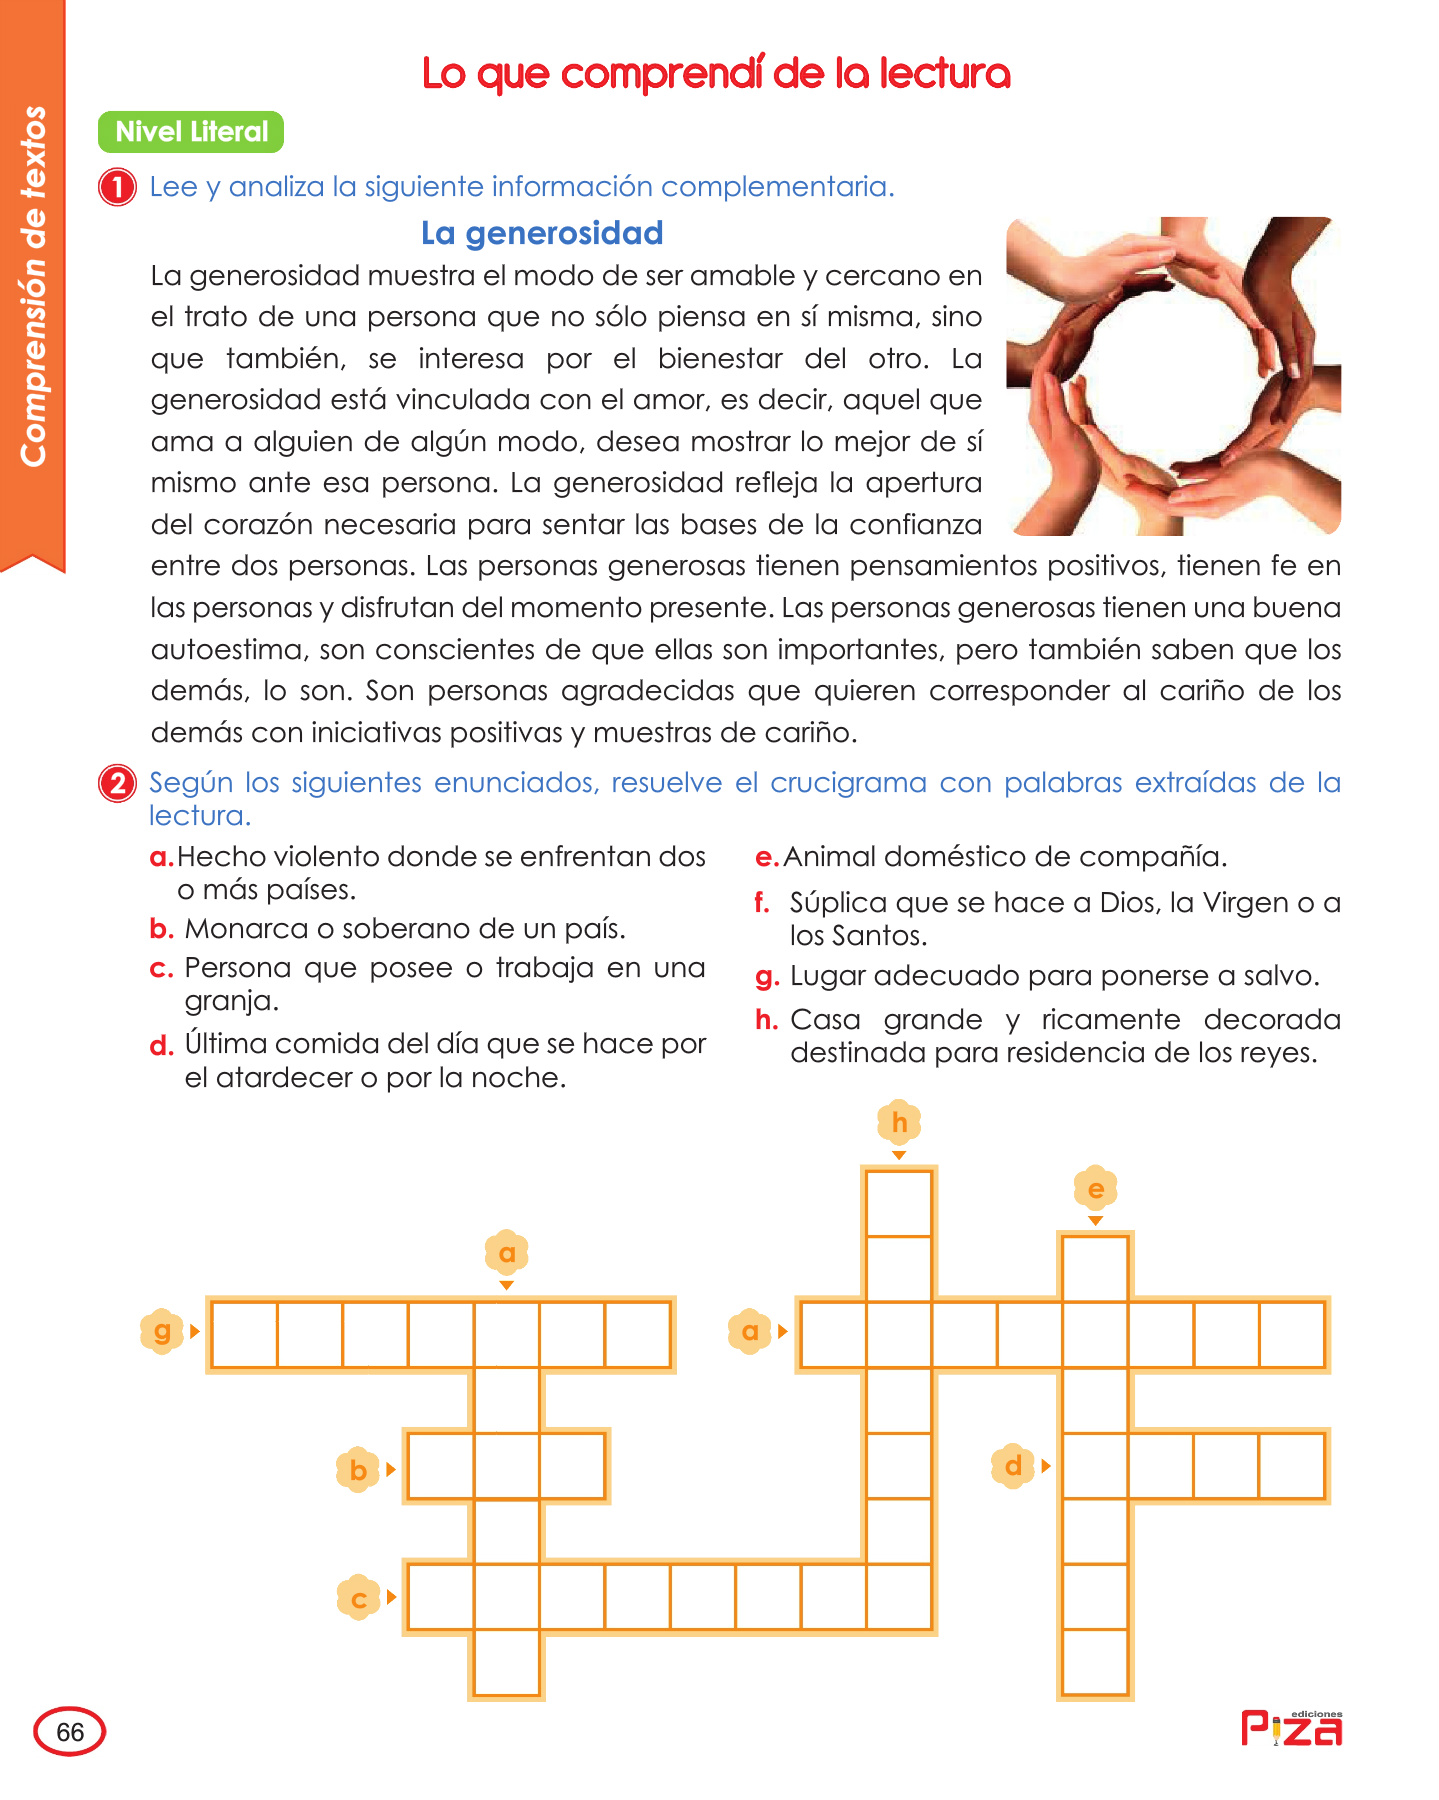 Comprensión de textos
Lo que comprendí de la lectura
Nivel Literal
1 Lee y analiza la siguiente información complementaria.
La generosidad
La generosidad muestra el modo de ser amable y cercano en
el trato de una persona que no sólo piensa en sí misma, sino
que también, se interesa por el bienestar del otro. La
generosidad está vinculada con el amor, es decir, aquel que
ama a alguien de algún modo, desea mostrar lo mejor de sí
mismo ante esa persona. La generosidad refleja la apertura
del corazón necesaria para sentar las bases de la confianza
entre dos personas. Las personas generosas tienen pensamientos positivos, tienen fe en
las personas y disfrutan del momento presente. Las personas generosas tienen una buena
autoestima, son conscientes de que ellas son importantes, pero también saben que los
demás, lo son. Son personas agradecidas que quieren corresponder al cariño de los
demás con iniciativas positivas y muestras de cariño.
2 Según los siguientes enunciados, resuelve el crucigrama con palabras extraídas de la
lectura.
a. Hecho violento donde se enfrentan dos
o más países.
b. Monarca o soberano de un país.
c. Persona que posee o trabaja en una
granja.
d. Última comida del día que se hace por
el atardecer o por la noche.
e. Animal doméstico de compañía.
f. Súplica que se hace a Dios, la Virgen o a
los Santos.
g. Lugar adecuado para ponerse a salvo.
h. Casa grande y ricamente decorada
destinada para residencia de los reyes.
h
e
a
g
a
b
d
c
66
ediciones
Piza